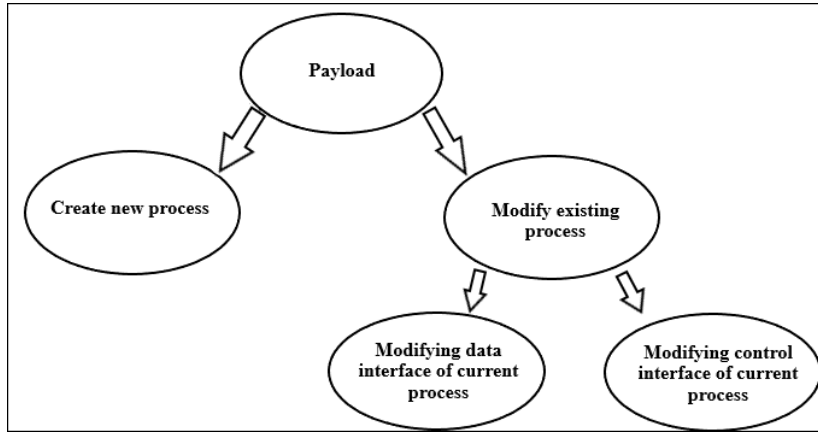 Payload
Create new process
Modify existing
process
Modifying data
interface of current
process
Modifying control
interface of current
process